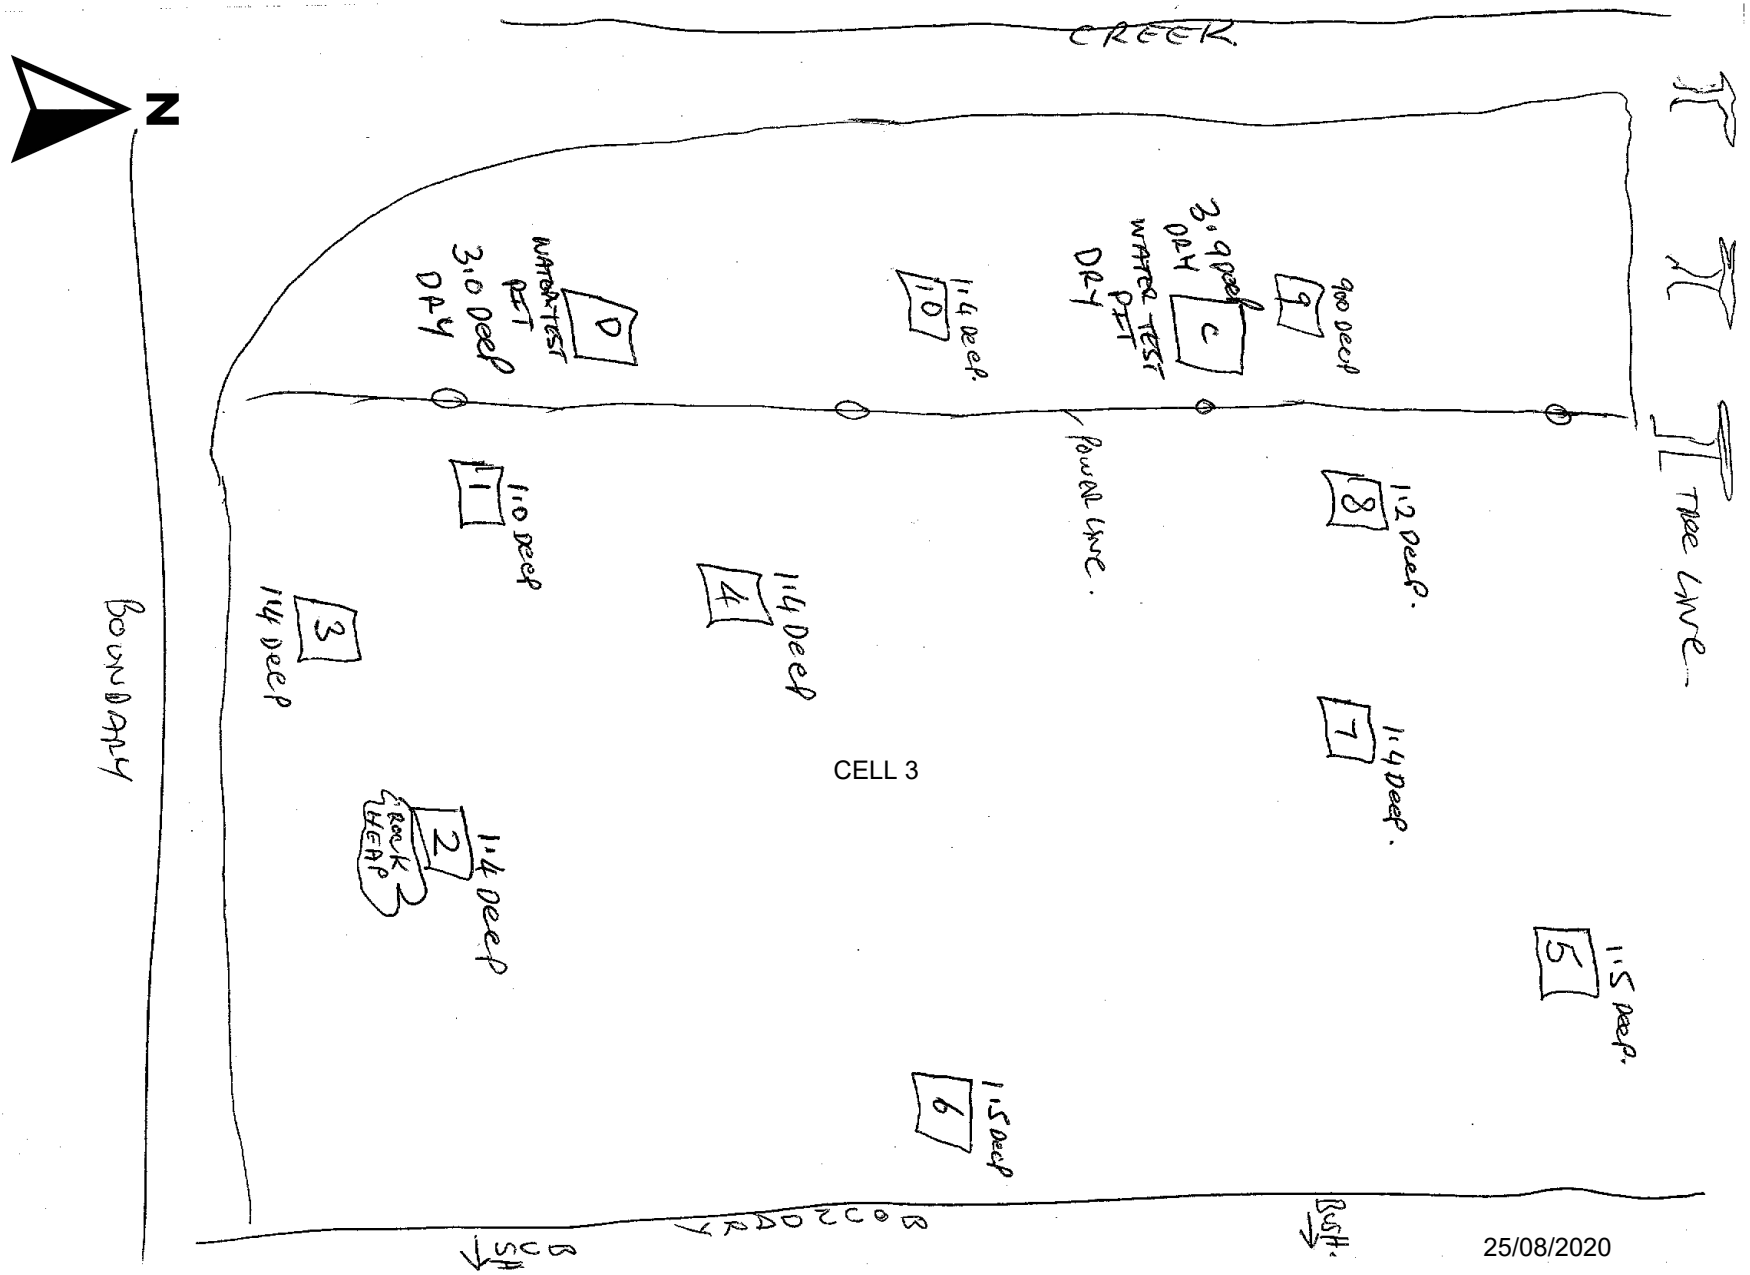 CREEK
N
TREE LINE
BOUNDARY
900 DEEP
9
3.9 DEEP
DRY
C
WATER TEST
PIT
DRY
1.4 DEEP.
10
D
WATER TEST
PIT
3.0 DEEP
DRY
POWER LINE.
1.2 DEEP.
8
1.0 DEEP
11
1.4 DEEP
4
3
1.4 DEEP
1.4 DEEP.
7
CELL 3
1.4 DEEP
2
ROCK
HEAP
1.5 DEEP.
5
1.5 DEEP
6
BOUNDARY
BUSH
BUSH.
25/08/2020